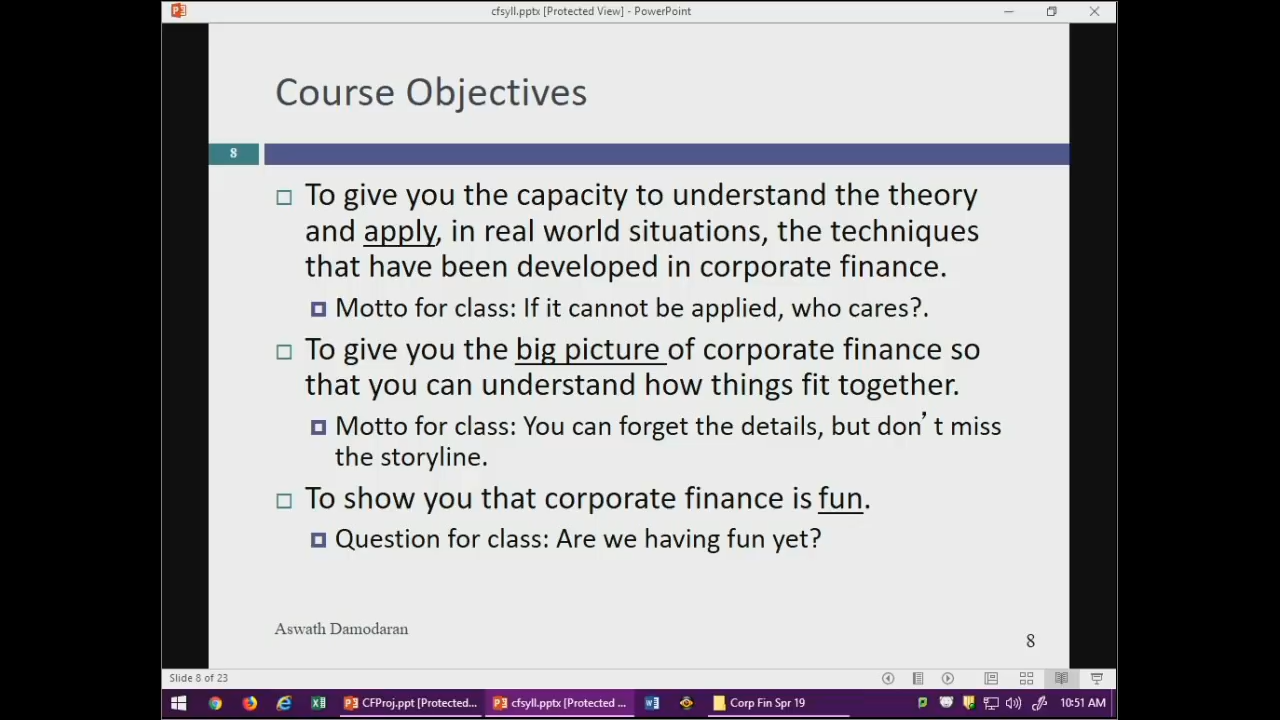 cfsyll.pptx [Protected View] - PowerPoint
Course Objectives
8
To give you the capacity to understand the theory
and apply, in real world situations, the techniques
that have been developed in corporate finance.
Motto for class: If it cannot be applied, who cares?.
To give you the big picture of corporate finance so
that you can understand how things fit together.
Motto for class: You can forget the details, but don’t miss
the storyline.
To show you that corporate finance is fun.
Question for class: Are we having fun yet?
Aswath Damodaran
8
Slide 8 of 23
CFProj.ppt [Protected... cfsyll.pptx [Protected ... Corp Fin Spr 19 10:51 AM